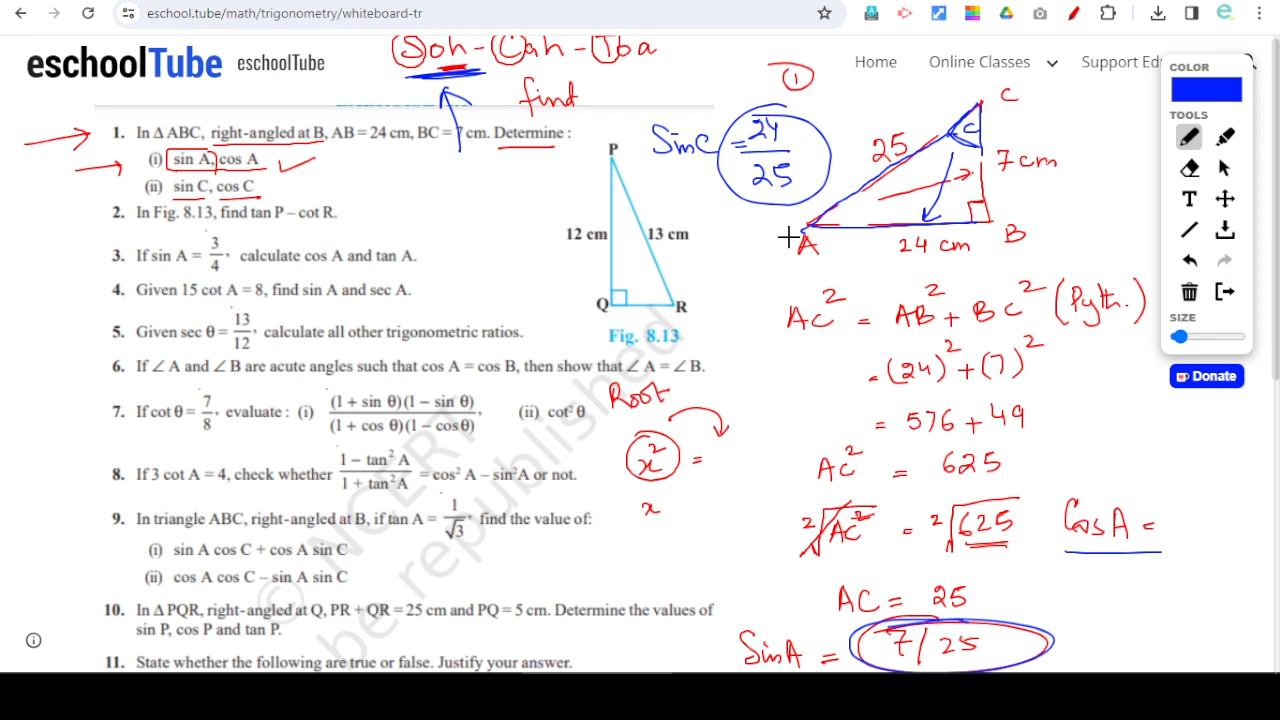 eschool.tube/math/trigonometry/whiteboard-tr
eschoolTube eschoolTube
Home Online Classes Support Ed
Soh-Cah-Toa
find
1. In Δ ABC, right-angled at B, AB = 24 cm, BC = 7 cm. Determine :
(i) sin A, cos A
(ii) sin C, cos C
2. In Fig. 8.13, find tan P – cot R.
3. If sin A = 3/4, calculate cos A and tan A.
4. Given 15 cot A = 8, find sin A and sec A.
5. Given sec θ = 13/12, calculate all other trigonometric ratios.
6. If ∠ A and ∠ B are acute angles such that cos A = cos B, then show that ∠ A = ∠ B.
7. If cot θ = 7/8, evaluate : (i) (1 + sin θ)(1 – sin θ)/(1 + cos θ)(1 – cos θ), (ii) cot² θ
8. If 3 cot A = 4, check whether 1 – tan² A/1 + tan² A = cos² A – sin² A or not.
9. In triangle ABC, right-angled at B, if tan A = 1/√3, find the value of:
(i) sin A cos C + cos A sin C
(ii) cos A cos C – sin A sin C
10. In Δ PQR, right-angled at Q, PR + QR = 25 cm and PQ = 5 cm. Determine the values of
sin P, cos P and tan P.
11. State whether the following are true or false. Justify your answer.
P
12 cm 13 cm
Q R
Fig. 8.13
© NCERT
be republished
Root
x² =
x
1
Sin C = 24/25
C
C
25
7 cm
A
24 cm
B
AC² = AB² + BC² (Pyth.)
= (24)² + (7)²
= 576 + 49
AC² = 625
²√AC² = ²√625
Cos A =
AC = 25
Sin A = 7/25
COLOR
TOOLS
T
SIZE
Donate